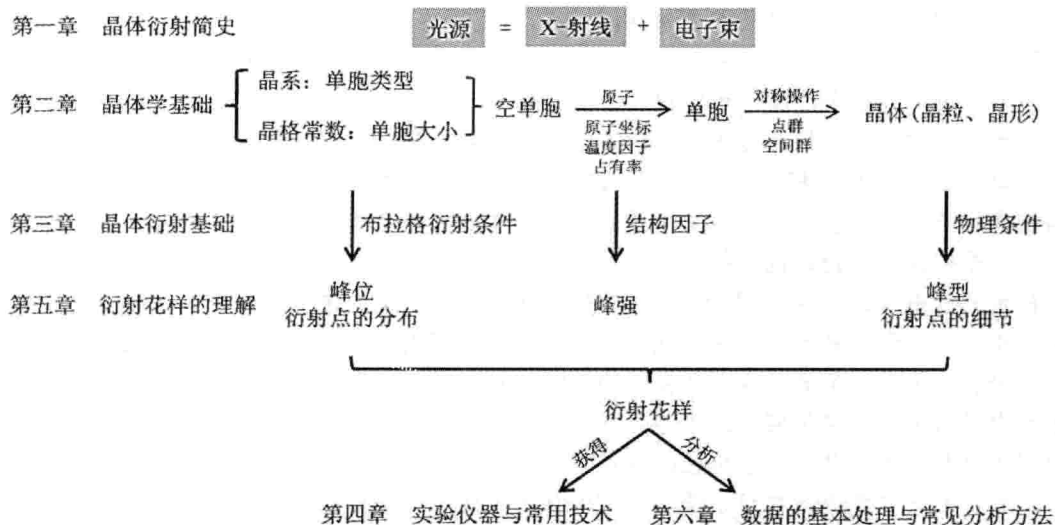 第一章 晶体衍射简史 光源 = X-射线 + 电子束
晶系：单胞类型
第二章 晶体学基础 空单胞 原子 单胞 对称操作 晶体(晶粒、晶形)
晶格常数：单胞大小 原子坐标 点群
温度因子 空间群
占有率
第三章 晶体衍射基础 布拉格衍射条件 结构因子 物理条件
第五章 衍射花样的理解 峰位 峰强 峰型
衍射点的分布 衍射点的细节
衍射花样
获得 分析
第四章 实验仪器与常用技术 第六章 数据的基本处理与常见分析方法